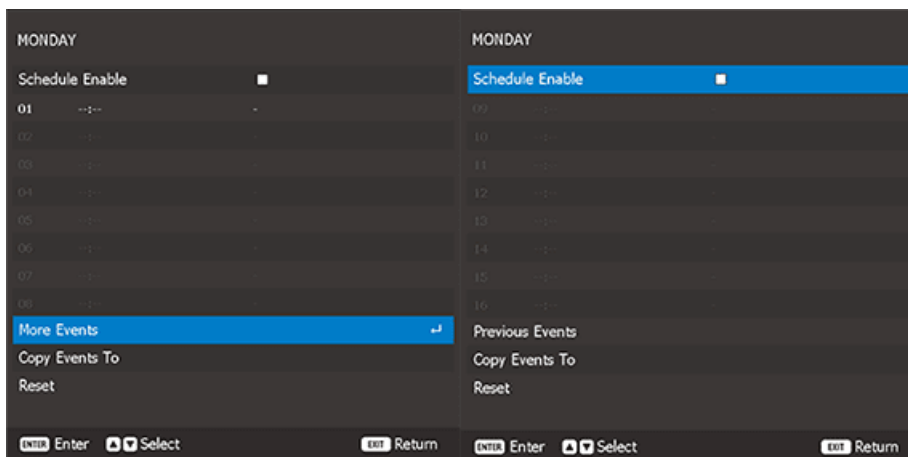 MONDAY
Schedule Enable
01 --:-- -
02 --:-- -
03 --:-- -
04 --:-- -
05 --:-- -
06 --:-- -
07 --:-- -
08 --:-- -
More Events
Copy Events To
Reset
ENTER Enter Select EXIT Return
MONDAY
Schedule Enable
09 --:-- -
10 --:-- -
11 --:-- -
12 --:-- -
13 --:-- -
14 --:-- -
15 --:-- -
16 --:-- -
Previous Events
Copy Events To
Reset
ENTER Enter Select EXIT Return